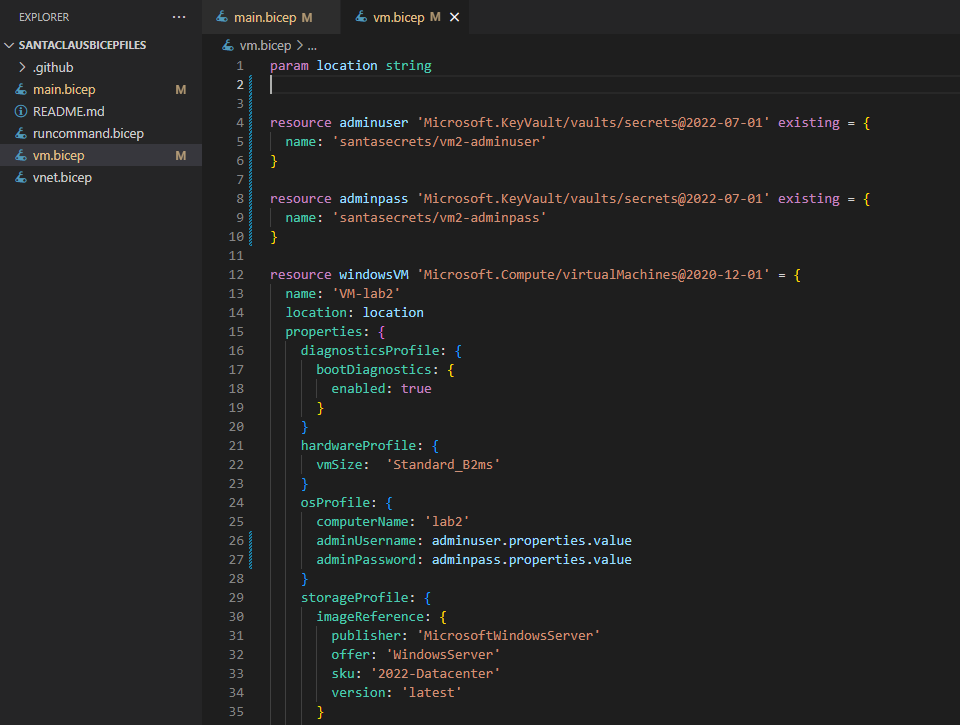 EXPLORER ...
SANTACLAUSBICEPFILES
.github
main.bicep M
README.md
runcommand.bicep
vm.bicep M
vnet.bicep
main.bicep M vm.bicep M
vm.bicep > ...
1 param location string
2
3
4 resource adminuser 'Microsoft.KeyVault/vaults/secrets@2022-07-01' existing = {
5 name: 'santasecrets/vm2-adminuser'
6 }
7
8 resource adminpass 'Microsoft.KeyVault/vaults/secrets@2022-07-01' existing = {
9 name: 'santasecrets/vm2-adminpass'
10 }
11
12 resource windowsVM 'Microsoft.Compute/virtualMachines@2020-12-01' = {
13 name: 'VM-lab2'
14 location: location
15 properties: {
16 diagnosticsProfile: {
17 bootDiagnostics: {
18 enabled: true
19 }
20 }
21 hardwareProfile: {
22 vmSize:  'Standard_B2ms'
23 }
24 osProfile: {
25 computerName: 'lab2'
26 adminUsername: adminuser.properties.value
27 adminPassword: adminpass.properties.value
28 }
29 storageProfile: {
30 imageReference: {
31 publisher: 'MicrosoftWindowsServer'
32 offer: 'WindowsServer'
33 sku: '2022-Datacenter'
34 version: 'latest'
35 }